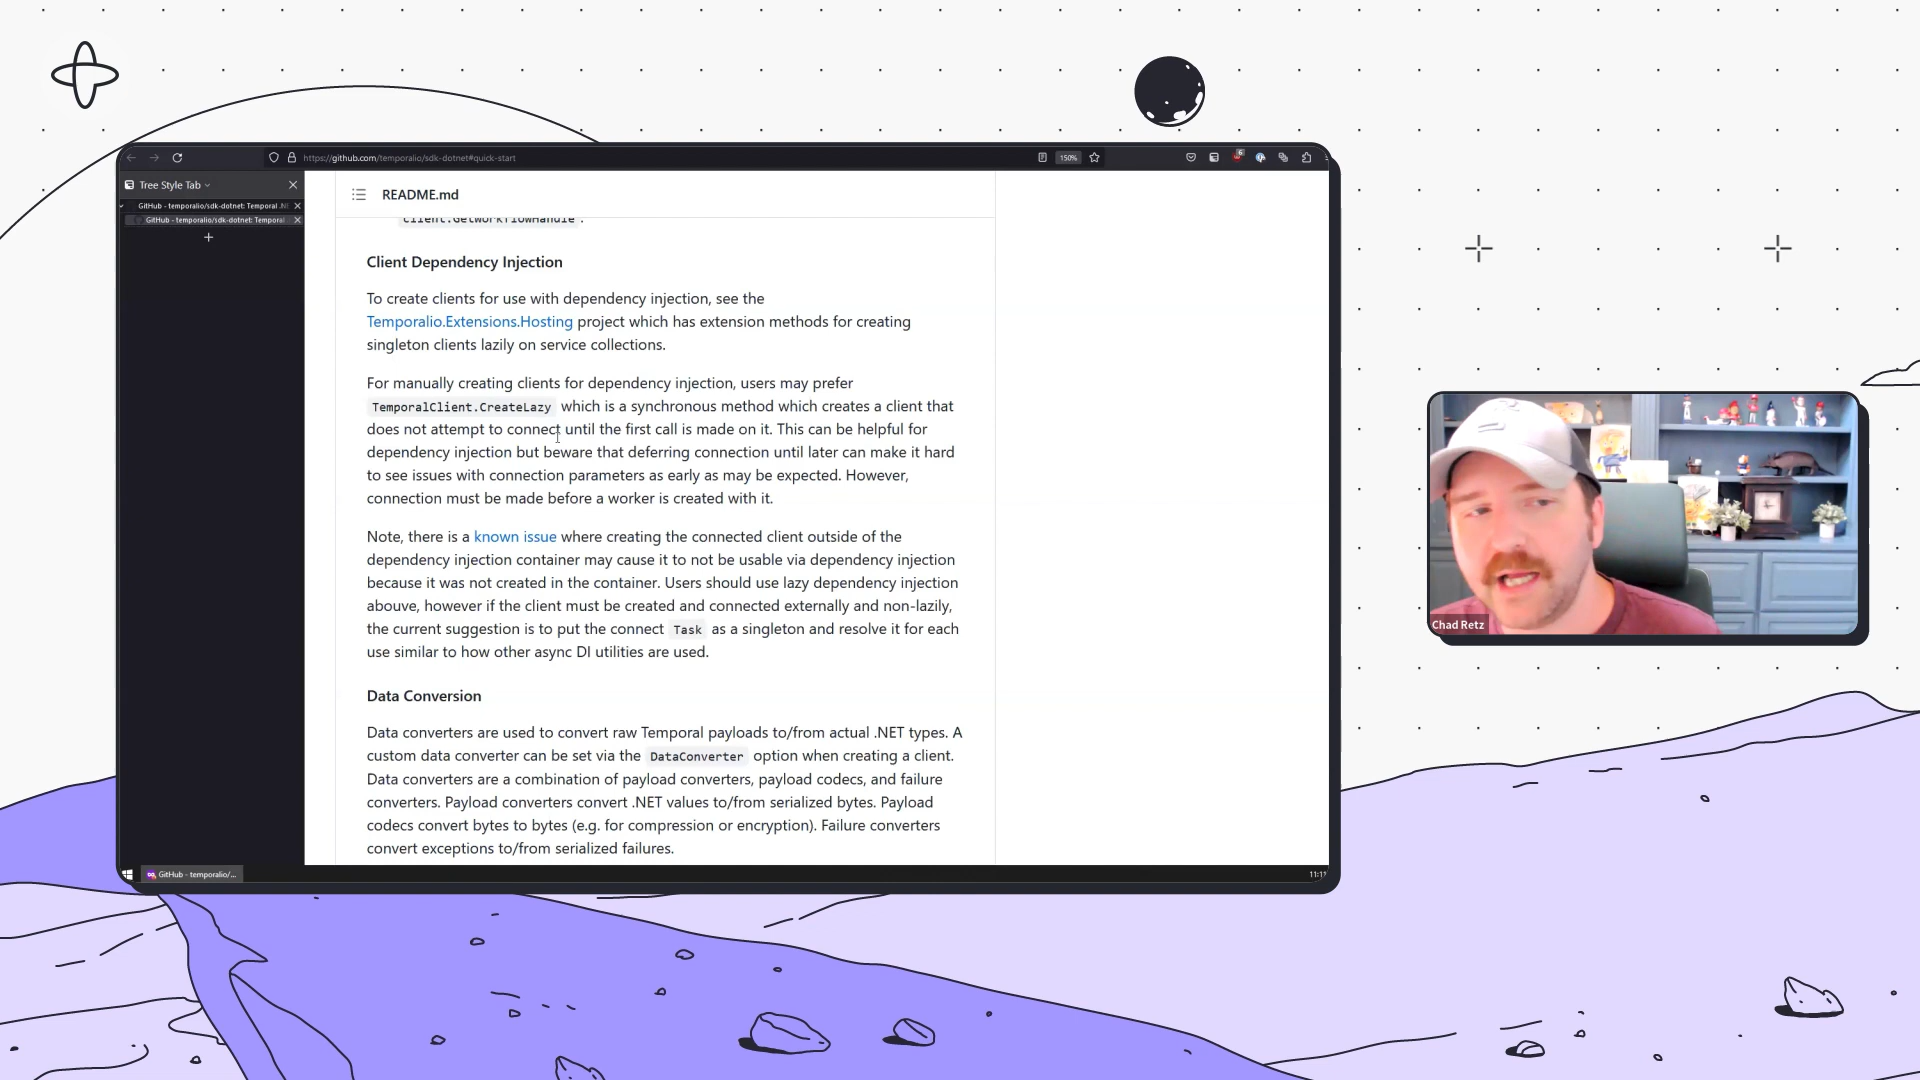 https://github.com/temporalio/sdk-dotnet#quick-start
150%
6
Tree Style Tab
GitHub - temporalio/sdk-dotnet: Temporal .NE
GitHub - temporalio/sdk-dotnet: Temporal
README.md
Client.GetWorkflowHandle .
Client Dependency Injection
To create clients for use with dependency injection, see the
Temporalio.Extensions.Hosting project which has extension methods for creating
singleton clients lazily on service collections.
For manually creating clients for dependency injection, users may prefer
TemporalClient.CreateLazy which is a synchronous method which creates a client that
does not attempt to connect until the first call is made on it. This can be helpful for
dependency injection but beware that deferring connection until later can make it hard
to see issues with connection parameters as early as may be expected. However,
connection must be made before a worker is created with it.
Note, there is a known issue where creating the connected client outside of the
dependency injection container may cause it to not be usable via dependency injection
because it was not created in the container. Users should use lazy dependency injection
abouve, however if the client must be created and connected externally and non-lazily,
the current suggestion is to put the connect Task as a singleton and resolve it for each
use similar to how other async DI utilities are used.
Data Conversion
Data converters are used to convert raw Temporal payloads to/from actual .NET types. A
custom data converter can be set via the DataConverter option when creating a client.
Data converters are a combination of payload converters, payload codecs, and failure
converters. Payload converters convert .NET values to/from serialized bytes. Payload
codecs convert bytes to bytes (e.g. for compression or encryption). Failure converters
convert exceptions to/from serialized failures.
GitHub - temporalio/...
11:11
Chad Retz